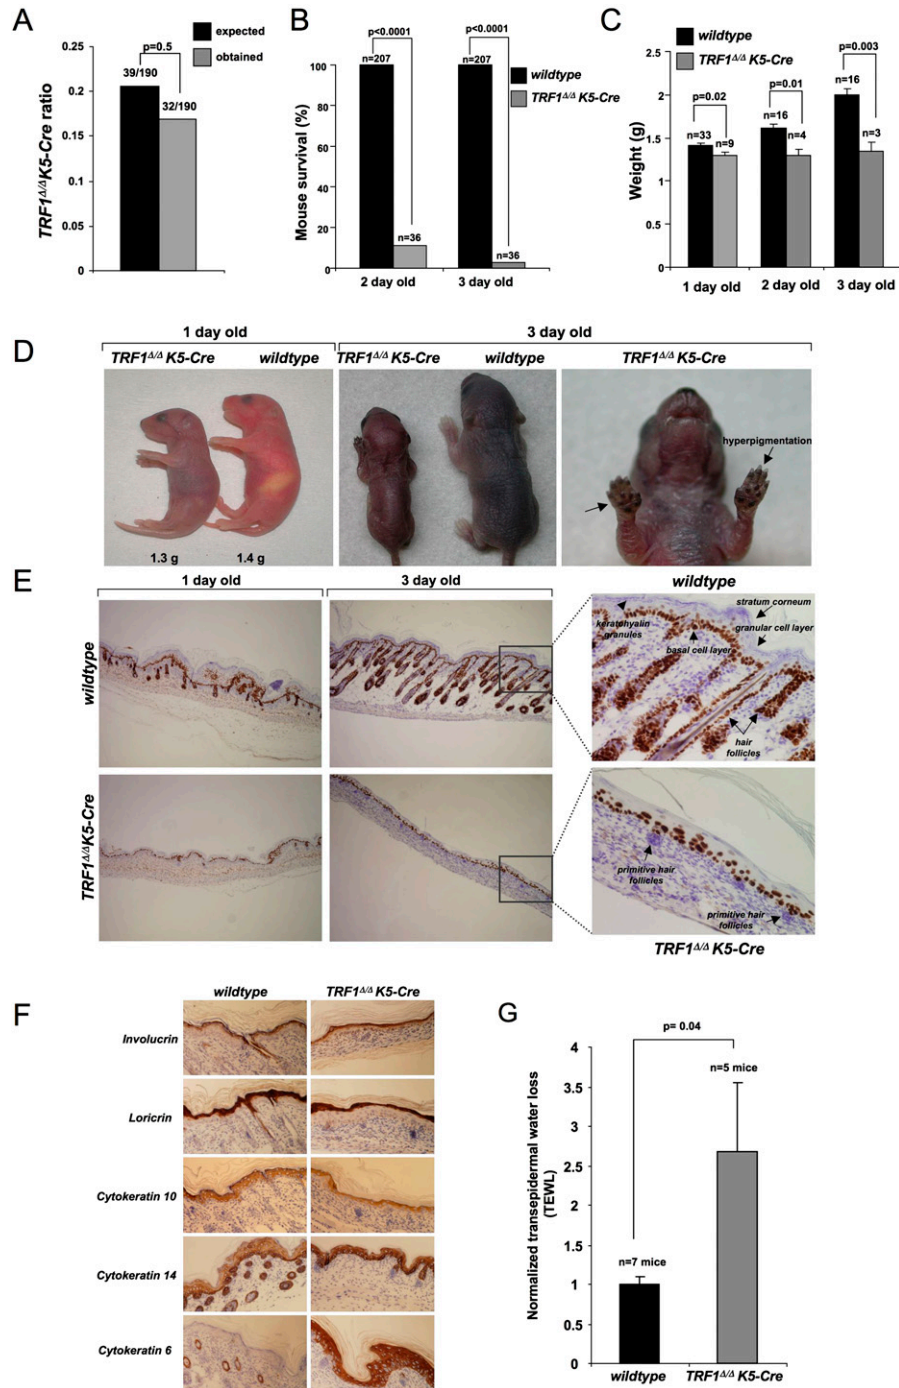 A
expected
obtained
TRF1Δ/Δ K5-Cre ratio
0.25
0.2
0.15
0.1
0.05
0
p=0.5
39/190
32/190
B
Mouse survival (%)
100
80
60
40
20
0
p<0.0001
p<0.0001
n=207
n=207
n=36
n=36
wildtype
TRF1Δ/Δ K5-Cre
2 day old
3 day old
C
wildtype
TRF1Δ/Δ K5-Cre
Weight (g)
2.5
2
1.5
1
0.5
0
p=0.02
p=0.01
p=0.003
n=33
n=9
n=16
n=4
n=16
n=3
1 day old
2 day old
3 day old
D
1 day old
3 day old
TRF1Δ/Δ K5-Cre
wildtype
TRF1Δ/Δ K5-Cre
wildtype
TRF1Δ/Δ K5-Cre
hyperpigmentation
1.3 g
1.4 g
E
1 day old
3 day old
wildtype
wildtype
stratum corneum
keratohyalin
granules
granular cell layer
basal cell layer
hair
follicles
TRF1Δ/Δ K5-Cre
primitive hair
follicles
primitive hair
follicles
TRF1Δ/Δ K5-Cre
F
wildtype
TRF1Δ/Δ K5-Cre
Involucrin
Loricrin
Cytokeratin 10
Cytokeratin 14
Cytokeratin 6
G
p= 0.04
Normalized transepidermal water loss
(TEWL)
4
3.5
3
2.5
2
1.5
1
0.5
0
n=5 mice
n=7 mice
wildtype
TRF1Δ/Δ K5-Cre